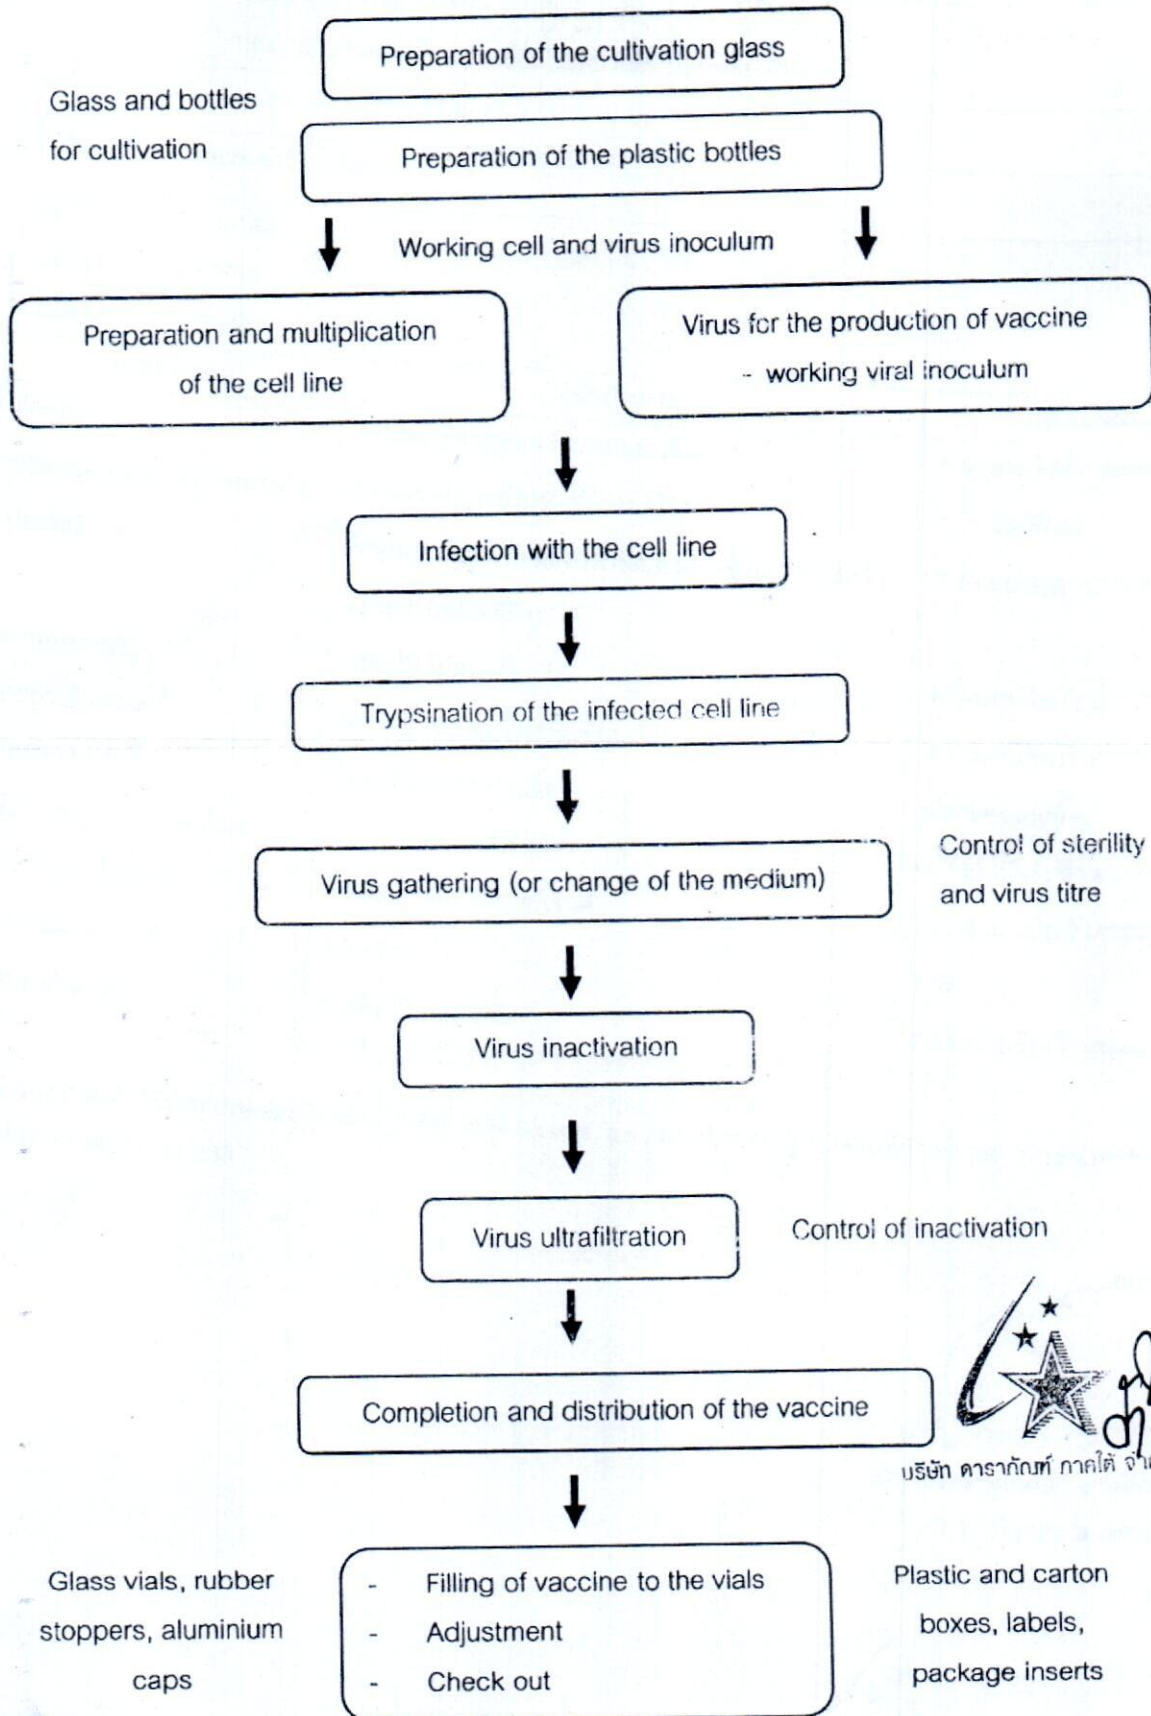 Preparation of the cultivation glass
Glass and bottles
for cultivation
Preparation of the plastic bottles
Working cell and virus inoculum
Preparation and multiplication
of the cell line
Virus for the production of vaccine
- working viral inoculum
Infection with the cell line
Trypsination of the infected cell line
Virus gathering (or change of the medium)
Control of sterility
and virus titre
Virus inactivation
Virus ultrafiltration
Control of inactivation
Completion and distribution of the vaccine
บริษัท ดาราภัณฑ์ ภาคใต้
Glass vials, rubber
stoppers, aluminium
caps
- Filling of vaccine to the vials
- Adjustment
- Check out
Plastic and carton
boxes, labels,
package inserts